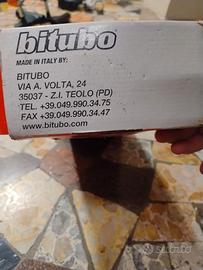 bitubo
MADE IN ITALY BY:
BITUBO
VIA A. VOLTA, 24
35037 - Z.I. TEOLO (PD)
TEL. +39.049.990.34.75
FAX +39.049.990.34.47
www.bitubo.com
subito